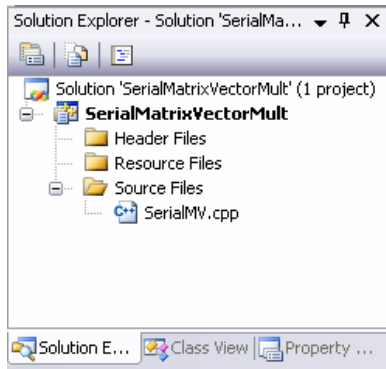 Solution Explorer - Solution 'SerialMa...
Solution 'SerialMatrixVectorMult' (1 project)
SerialMatrixVectorMult
Header Files
Resource Files
Source Files
C++ SerialMV.cpp
Solution E... Class View Property ...